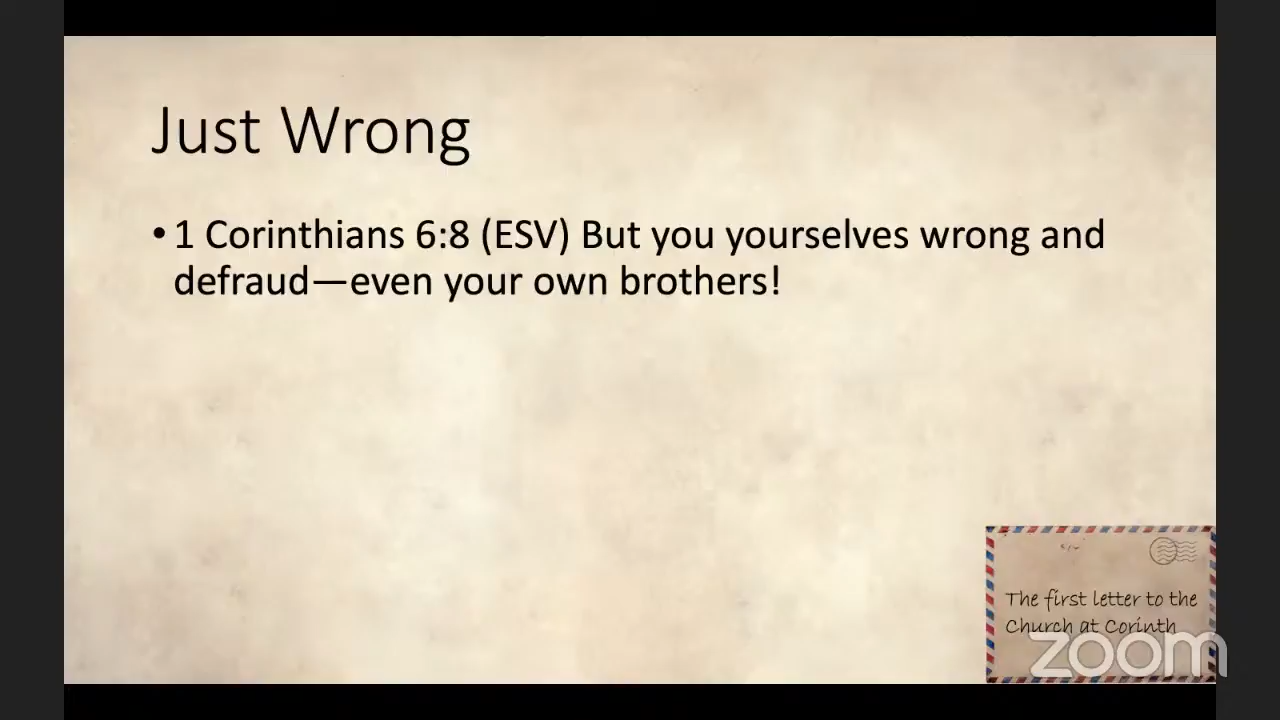 Just Wrong
• 1 Corinthians 6:8 (ESV) But you yourselves wrong and
defraud—even your own brothers!
The first letter to the
Church at Corinth
zoom